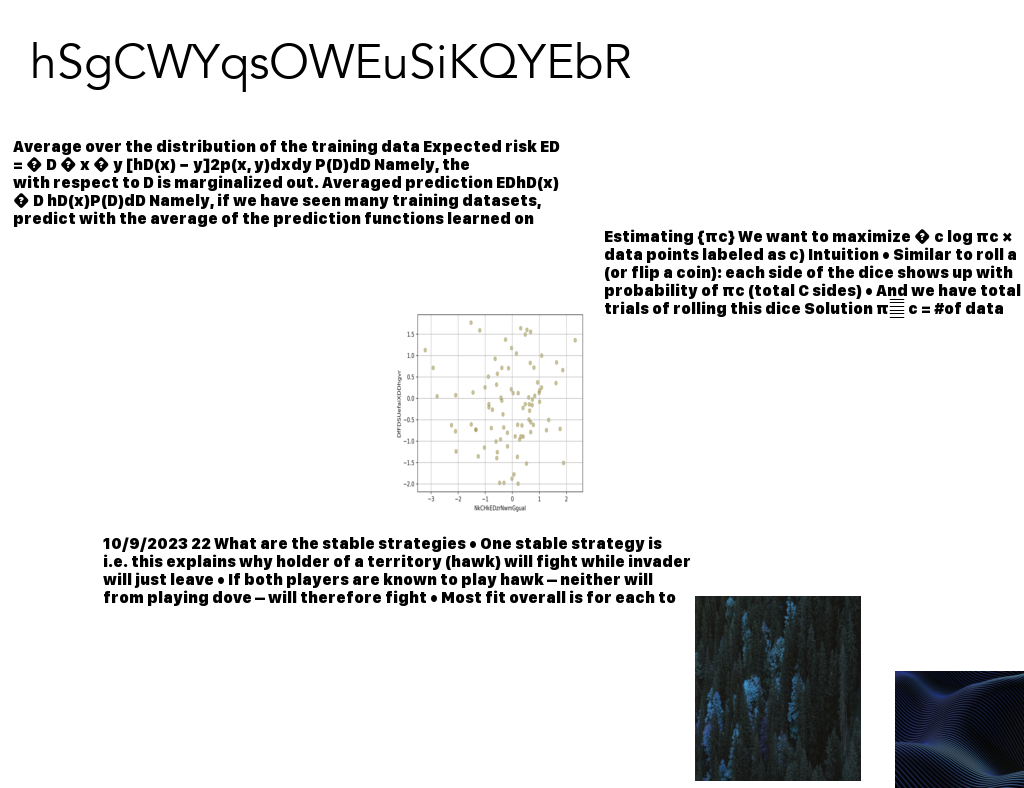 hSgCWYqsOWEuSiKQYEbR
Average over the distribution of the training data Expected risk ED
= � D � x � y [hD(x) − y]2p(x, y)dxdy P(D)dD Namely, the
with respect to D is marginalized out. Averaged prediction EDhD(x)
� D hD(x)P(D)dD Namely, if we have seen many training datasets,
predict with the average of the prediction functions learned on
Estimating {πc} We want to maximize � c log πc ×
data points labeled as c) Intuition • Similar to roll a
(or flip a coin): each side of the dice shows up with
probability of πc (total C sides) • And we have total
trials of rolling this dice Solution π c = #of data
1.5
1.0
0.5
0.0
−0.5
−1.0
−1.5
−2.0
−3 −2 −1 0 1 2
NkCHkEDzrNwmGgual
10/9/2023 22 What are the stable strategies • One stable strategy is
i.e. this explains why holder of a territory (hawk) will fight while invader
will just leave • If both players are known to play hawk – neither will
from playing dove – will therefore fight • Most fit overall is for each to